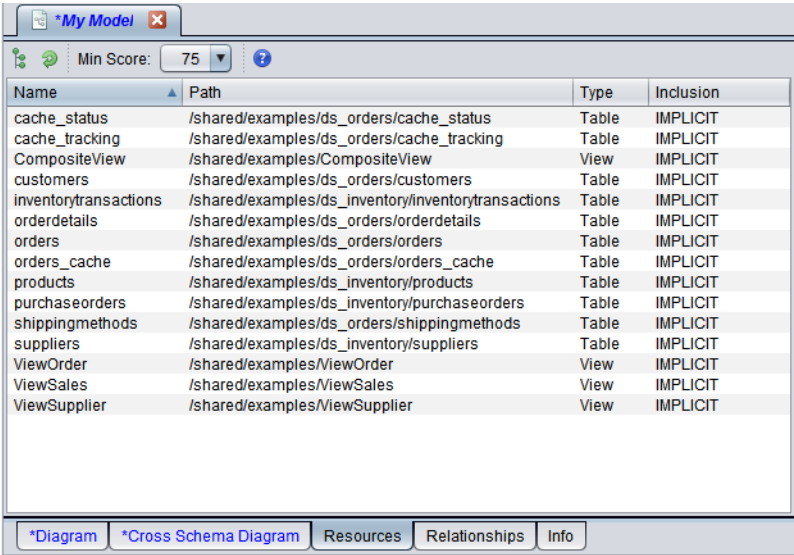 *My Model
Min Score: 75
Name Path Type Inclusion
cache_status /shared/examples/ds_orders/cache_status Table IMPLICIT
cache_tracking /shared/examples/ds_orders/cache_tracking Table IMPLICIT
CompositeView /shared/examples/CompositeView View IMPLICIT
customers /shared/examples/ds_orders/customers Table IMPLICIT
inventorytransactions /shared/examples/ds_inventory/inventorytransactions Table IMPLICIT
orderdetails /shared/examples/ds_orders/orderdetails Table IMPLICIT
orders /shared/examples/ds_orders/orders Table IMPLICIT
orders_cache /shared/examples/ds_orders/orders_cache Table IMPLICIT
products /shared/examples/ds_inventory/products Table IMPLICIT
purchaseorders /shared/examples/ds_inventory/purchaseorders Table IMPLICIT
shippingmethods /shared/examples/ds_orders/shippingmethods Table IMPLICIT
suppliers /shared/examples/ds_inventory/suppliers Table IMPLICIT
ViewOrder /shared/examples/ViewOrder View IMPLICIT
ViewSales /shared/examples/ViewSales View IMPLICIT
ViewSupplier /shared/examples/ViewSupplier View IMPLICIT
*Diagram *Cross Schema Diagram Resources Relationships Info